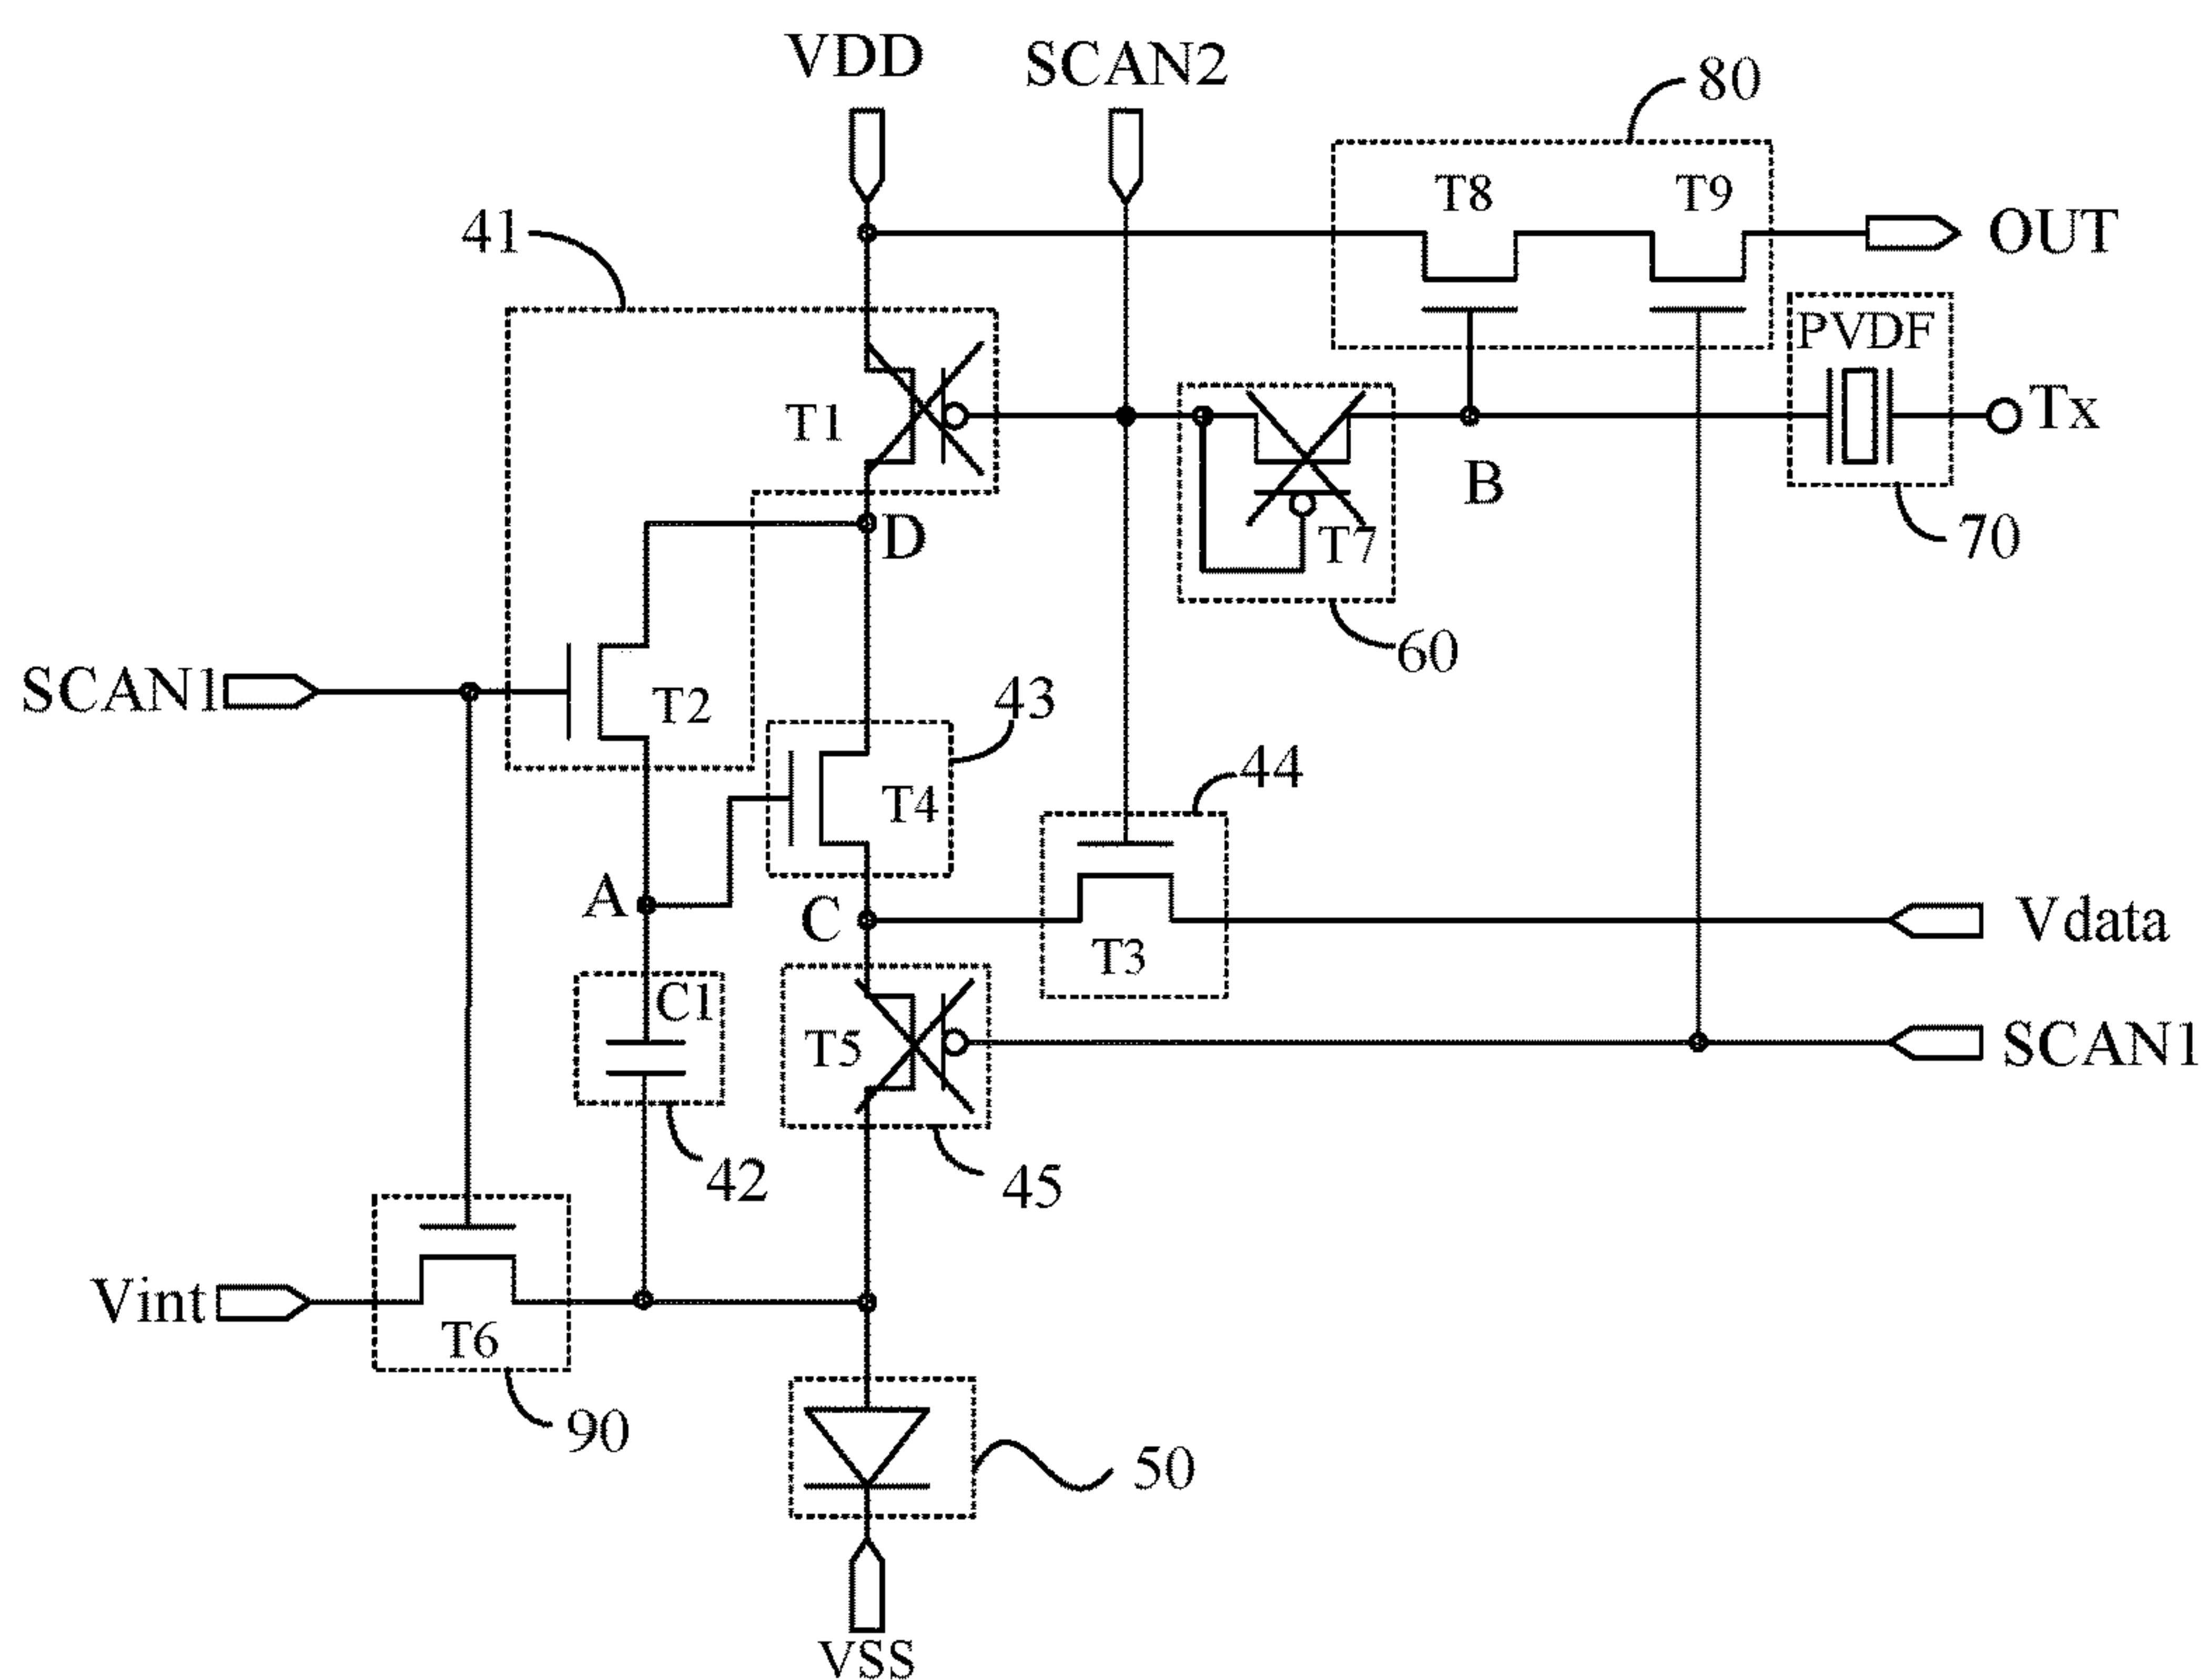 VDD
SCAN2
80
T8
T9
41
OUT
PVDF
T1
Tx
B
D
T7
70
60
SCAN1
T2
43
44
T4
A
C
Vdata
T3
C1
T5
SCAN1
42
45
Vint
T6
90
50
VSS